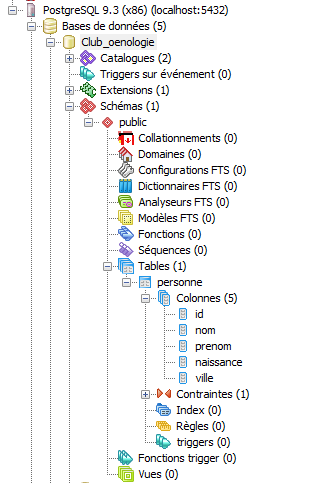 PostgreSQL 9.3 (x86) (localhost:5432)
Bases de données (5)
Club_oenologie
Catalogues (2)
Triggers sur événement (0)
Extensions (1)
Schémas (1)
public
Collationnements (0)
Domaines (0)
Configurations FTS (0)
Dictionnaires FTS (0)
Analyseurs FTS (0)
Modèles FTS (0)
Fonctions (0)
Séquences (0)
Tables (1)
personne
Colonnes (5)
id
nom
prenom
naissance
ville
Contraintes (1)
Index (0)
Règles (0)
triggers (0)
Fonctions trigger (0)
Vues (0)